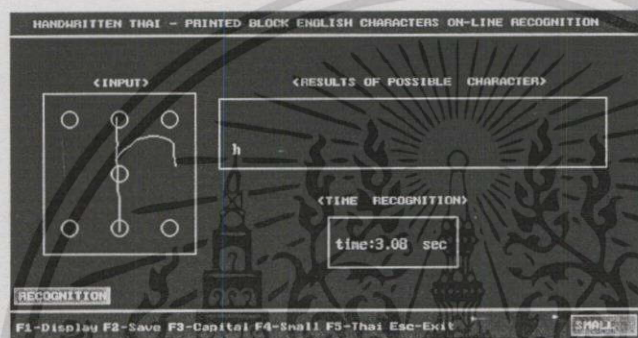 HANDWRITTEN THAI - PRINTED BLOCK ENGLISH CHARACTERS ON-LINE RECOGNITION
<INPUT>
<RESULTS OF POSSIBLE CHARACTER>
h
<TIME RECOGNITION>
time:3.08 sec
RECOGNITION
F1-Display F2-Save F3-Capital F4-Small F5-Thai Esc-Exit
SMALL